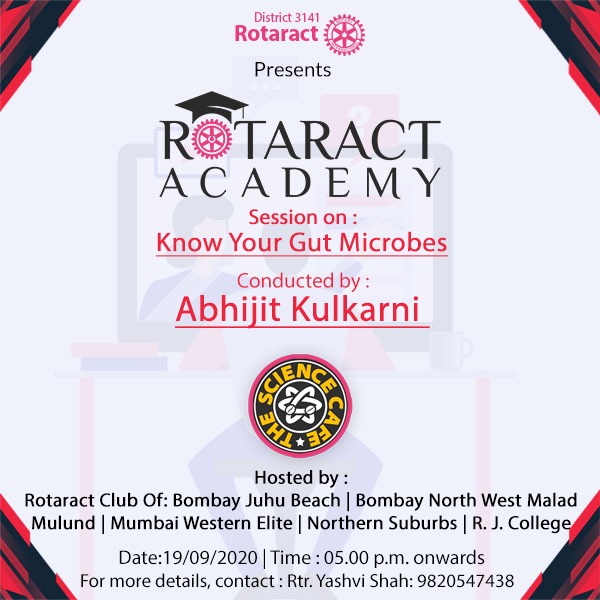 District 3141
Rotaract
Presents
ROTARACT
ACADEMY
Session on :
Know Your Gut Microbes
Conducted by :
Abhijit Kulkarni
THE SCIENCE CAFE
Hosted by :
Rotaract Club Of: Bombay Juhu Beach | Bombay North West Malad
Mulund | Mumbai Western Elite | Northern Suburbs | R. J. College
Date:19/09/2020 | Time : 05.00 p.m. onwards
For more details, contact : Rtr. Yashvi Shah: 9820547438